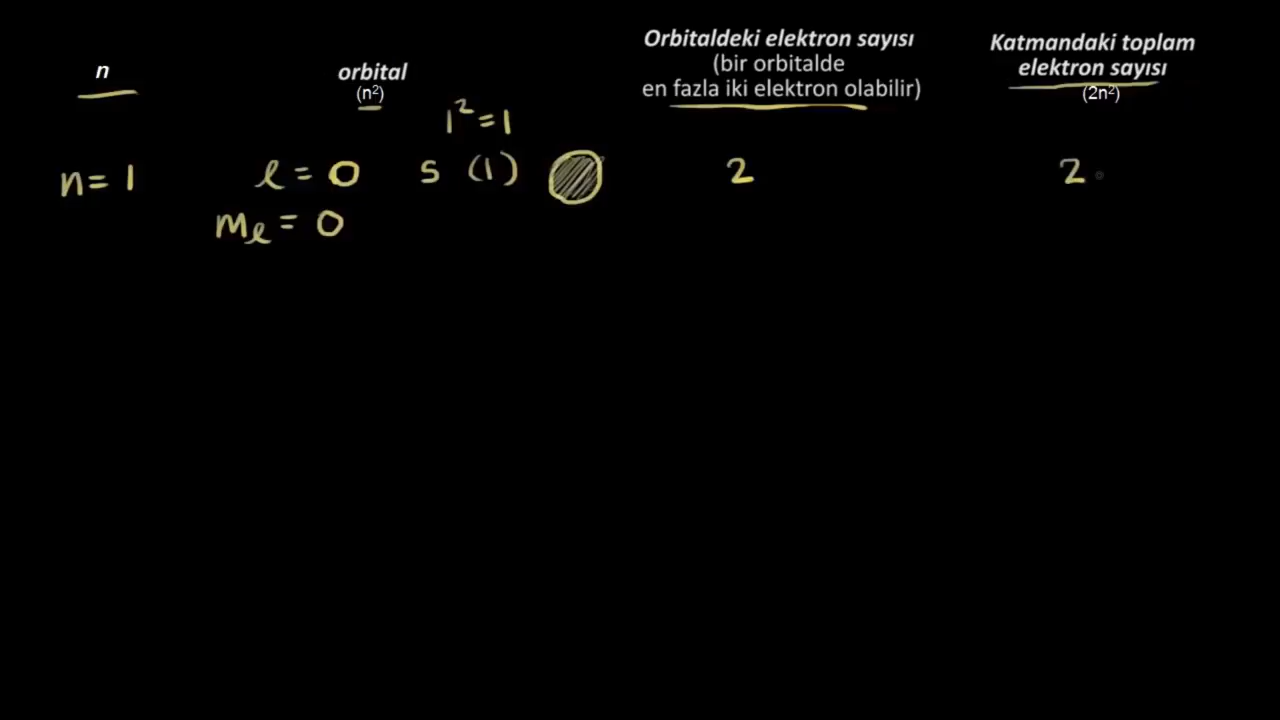 n
orbital
(n²)
Orbitaldeki elektron sayısı
(bir orbitalde
en fazla iki elektron olabilir)
Katmandaki toplam
elektron sayısı
(2n²)
1² = 1
n = 1
l = 0 s (1)
2
2
mₗ = 0